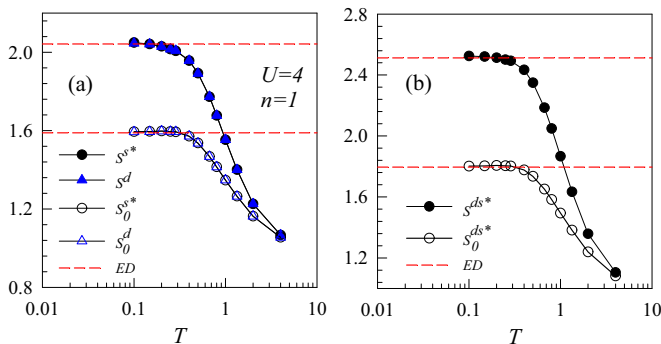 2.0
1.6
1.2
0.8
(a)
U=4
n=1
S^{s*}
S^{d}
S_0^{s*}
S_0^{d}
ED
0.01 0.1 1 10
T
2.8
2.4
2.0
1.6
1.2
(b)
S^{ds*}
S_0^{ds*}
ED
0.01 0.1 1 10
T